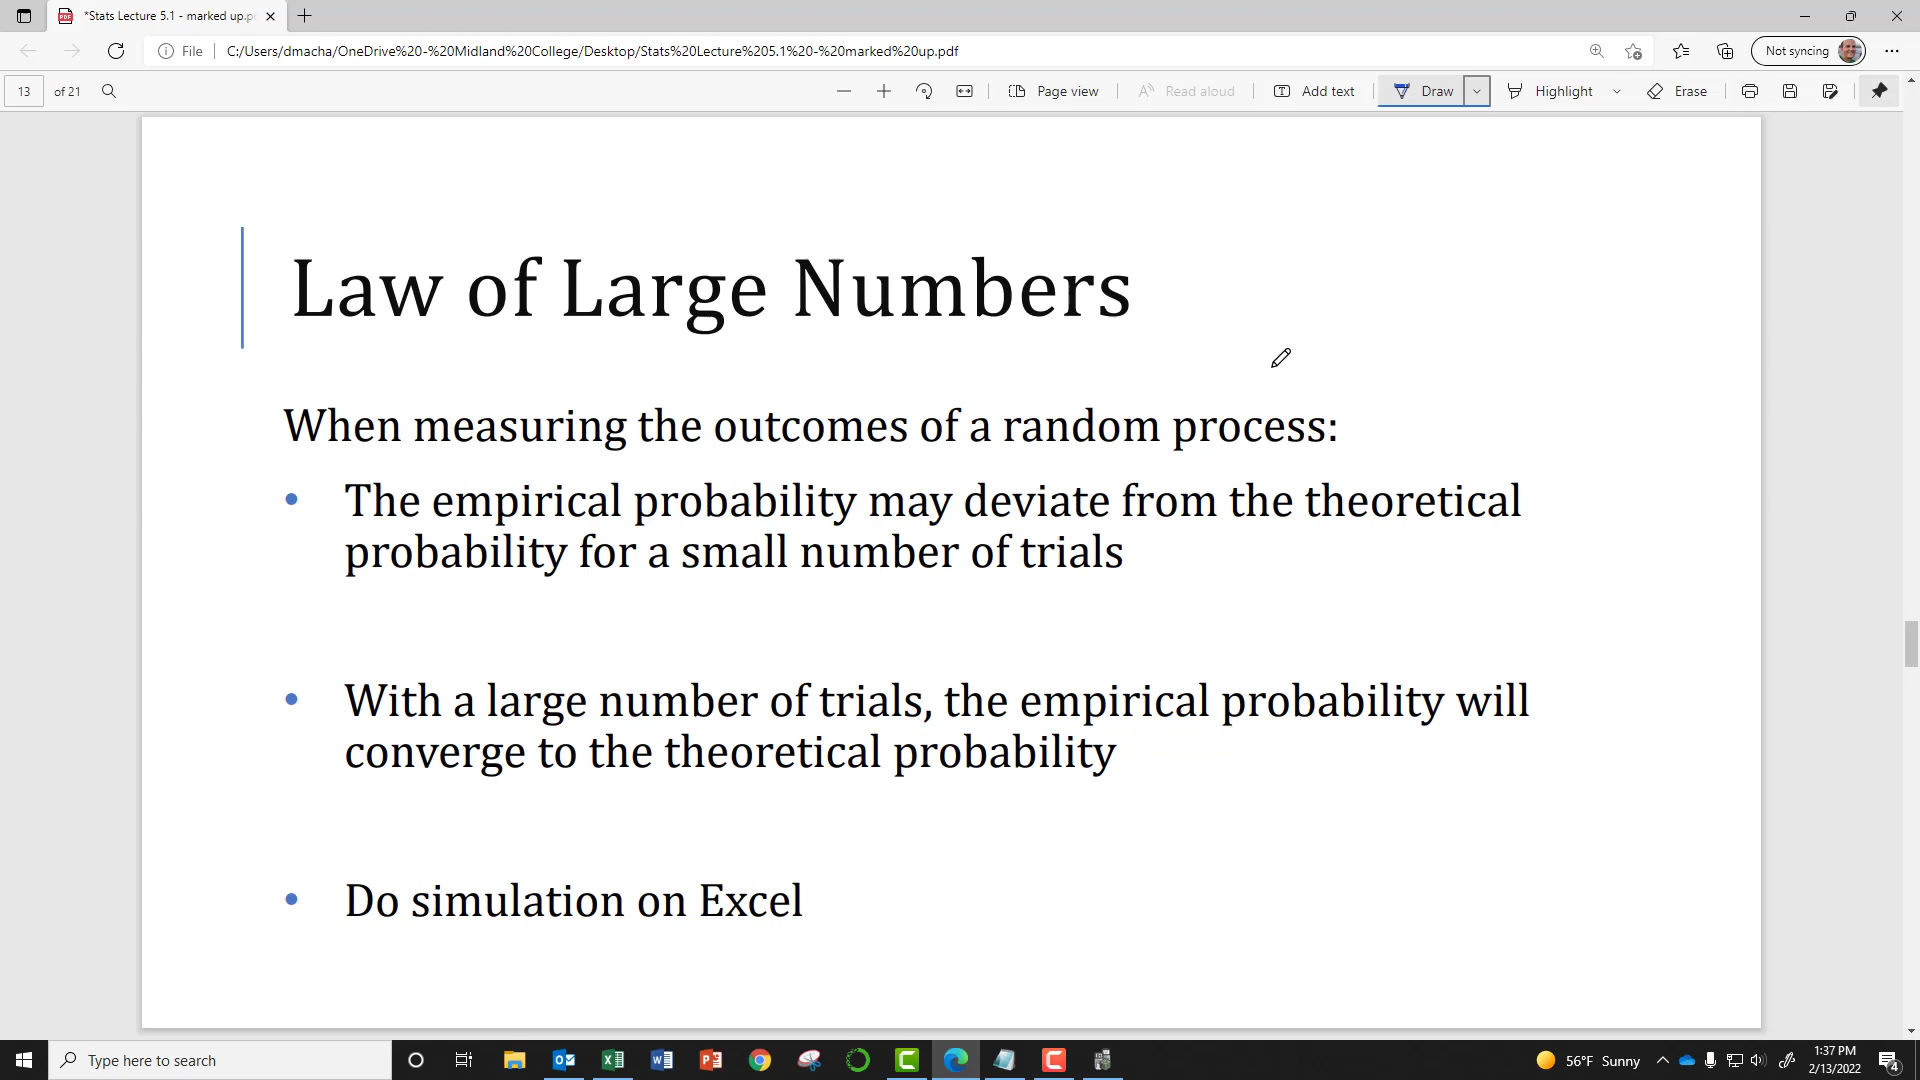 *Stats Lecture 5.1 - marked up.p
File
C:/Users/dmacha/OneDrive%20-%20Midland%20College/Desktop/Stats%20Lecture%205.1%20-%20marked%20up.pdf
Not syncing
13 of 21
Page view
Read aloud
Add text
Draw
Highlight
Erase
Law of Large Numbers
When measuring the outcomes of a random process:
• The empirical probability may deviate from the theoretical
probability for a small number of trials
• With a large number of trials, the empirical probability will
converge to the theoretical probability
• Do simulation on Excel
Type here to search
56°F Sunny
1:37 PM
2/13/2022
4